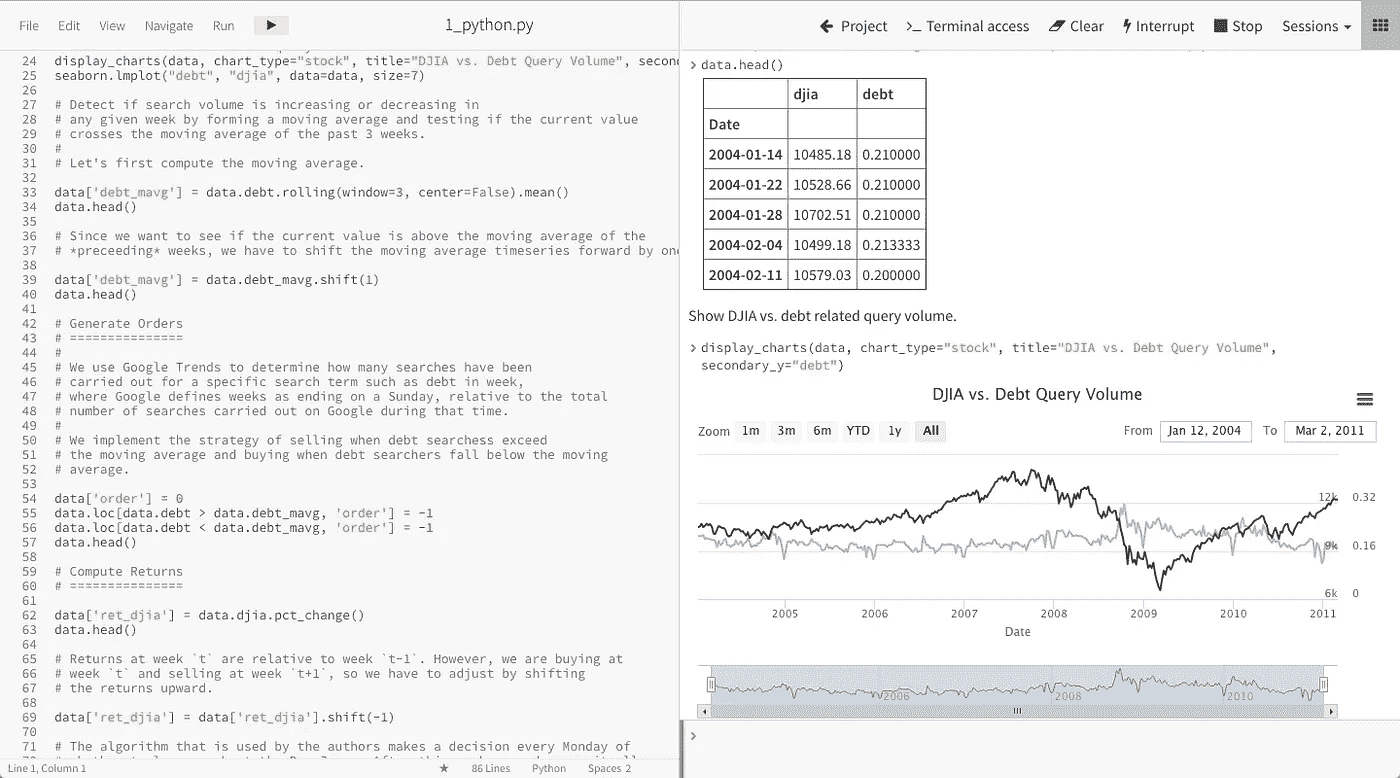 File Edit View Navigate Run 1_python.py
Project >_ Terminal access Clear Interrupt Stop Sessions
24 display_charts(data, chart_type="stock", title="DJIA vs. Debt Query Volume", secon
25 seaborn.lmplot("debt", "djia", data=data, size=7)
26
27 # Detect if search volume is increasing or decreasing in
28 # any given week by forming a moving average and testing if the current value
29 # crosses the moving average of the past 3 weeks.
30 #
31 # Let's first compute the moving average.
32
33 data['debt_mavg'] = data.debt.rolling(window=3, center=False).mean()
34 data.head()
35
36 # Since we want to see if the current value is above the moving average of the
37 # *preceeding* weeks, we have to shift the moving average timeseries forward by one
38
39 data['debt_mavg'] = data.debt_mavg.shift(1)
40 data.head()
41
42 # Generate Orders
43 # ===============
44 #
45 # We use Google Trends to determine how many searches have been
46 # carried out for a specific search term such as debt in week,
47 # where Google defines weeks as ending on a Sunday, relative to the total
48 # number of searches carried out on Google during that time.
49 #
50 # We implement the strategy of selling when debt searchess exceed
51 # the moving average and buying when debt searchers fall below the moving
52 # average.
53
54 data['order'] = 0
55 data.loc[data.debt > data.debt_mavg, 'order'] = -1
56 data.loc[data.debt < data.debt_mavg, 'order'] = -1
57 data.head()
58
59 # Compute Returns
60 # ===============
61
62 data['ret_djia'] = data.djia.pct_change()
63 data.head()
64
65 # Returns at week `t` are relative to week `t-1`. However, we are buying at
66 # week `t` and selling at week `t+1`, so we have to adjust by shifting
67 # the returns upward.
68
69 data['ret_djia'] = data['ret_djia'].shift(-1)
70
71 # The algorithm that is used by the authors makes a decision every Monday of
Line 1, Column 1 ★ 86 Lines Python Spaces 2
> data.head()
djia debt
Date
2004-01-14 10485.18 0.210000
2004-01-22 10528.66 0.210000
2004-01-28 10702.51 0.210000
2004-02-04 10499.18 0.213333
2004-02-11 10579.03 0.200000
Show DJIA vs. debt related query volume.
> display_charts(data, chart_type="stock", title="DJIA vs. Debt Query Volume",
secondary_y="debt")
DJIA vs. Debt Query Volume
Zoom 1m 3m 6m YTD 1y All From Jan 12, 2004 To Mar 2, 2011
12k 0.32
9k 0.16
6k 0
2005 2006 2007 2008 2009 2010 2011
Date
2006 2008 2010
>